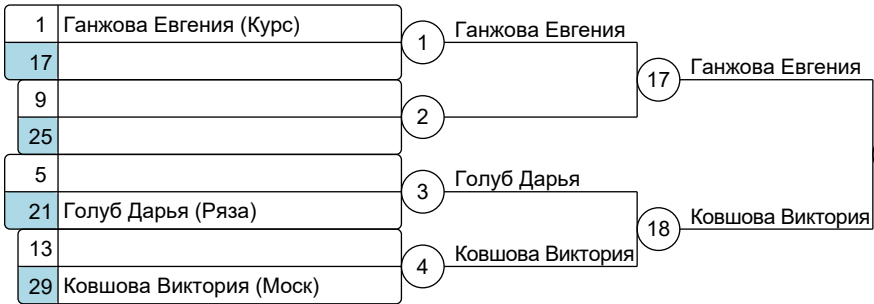 1 Ганжова Евгения (Курс)
17
9
25
5
21 Голуб Дарья (Ряза)
13
29 Ковшова Виктория (Моск)
1 Ганжова Евгения
2
3 Голуб Дарья
4 Ковшова Виктория
17 Ганжова Евгения
18 Ковшова Виктория